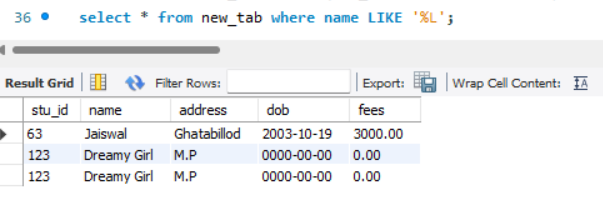 36 select * from new_tab where name LIKE '%L';
Result Grid Filter Rows: Export: Wrap Cell Content: IA
stu_id name address dob fees
63 Jaiswal Ghatabillod 2003-10-19 3000.00
123 Dreamy Girl M.P 0000-00-00 0.00
123 Dreamy Girl M.P 0000-00-00 0.00